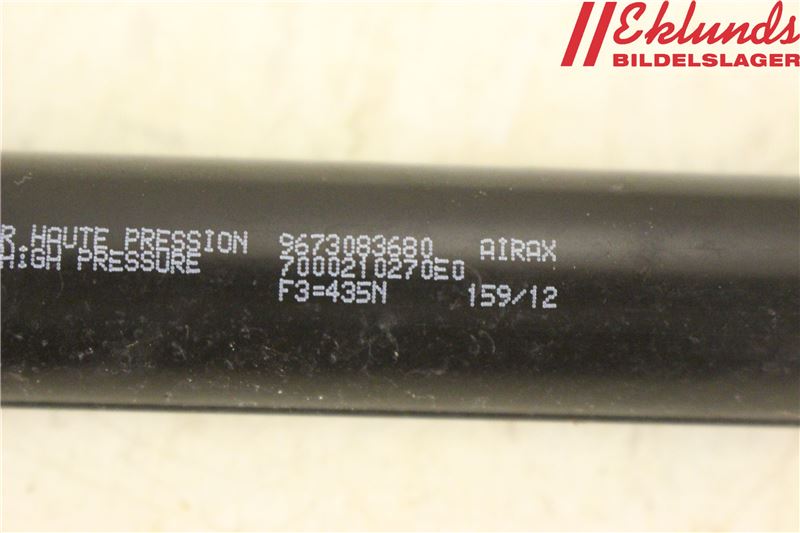 Eklunds
BILDELSLAGER
R HAUTE PRESSION 9673083680 AIRAX
HiGH PRESSURE 7000210270E0
F3=435N 159/12